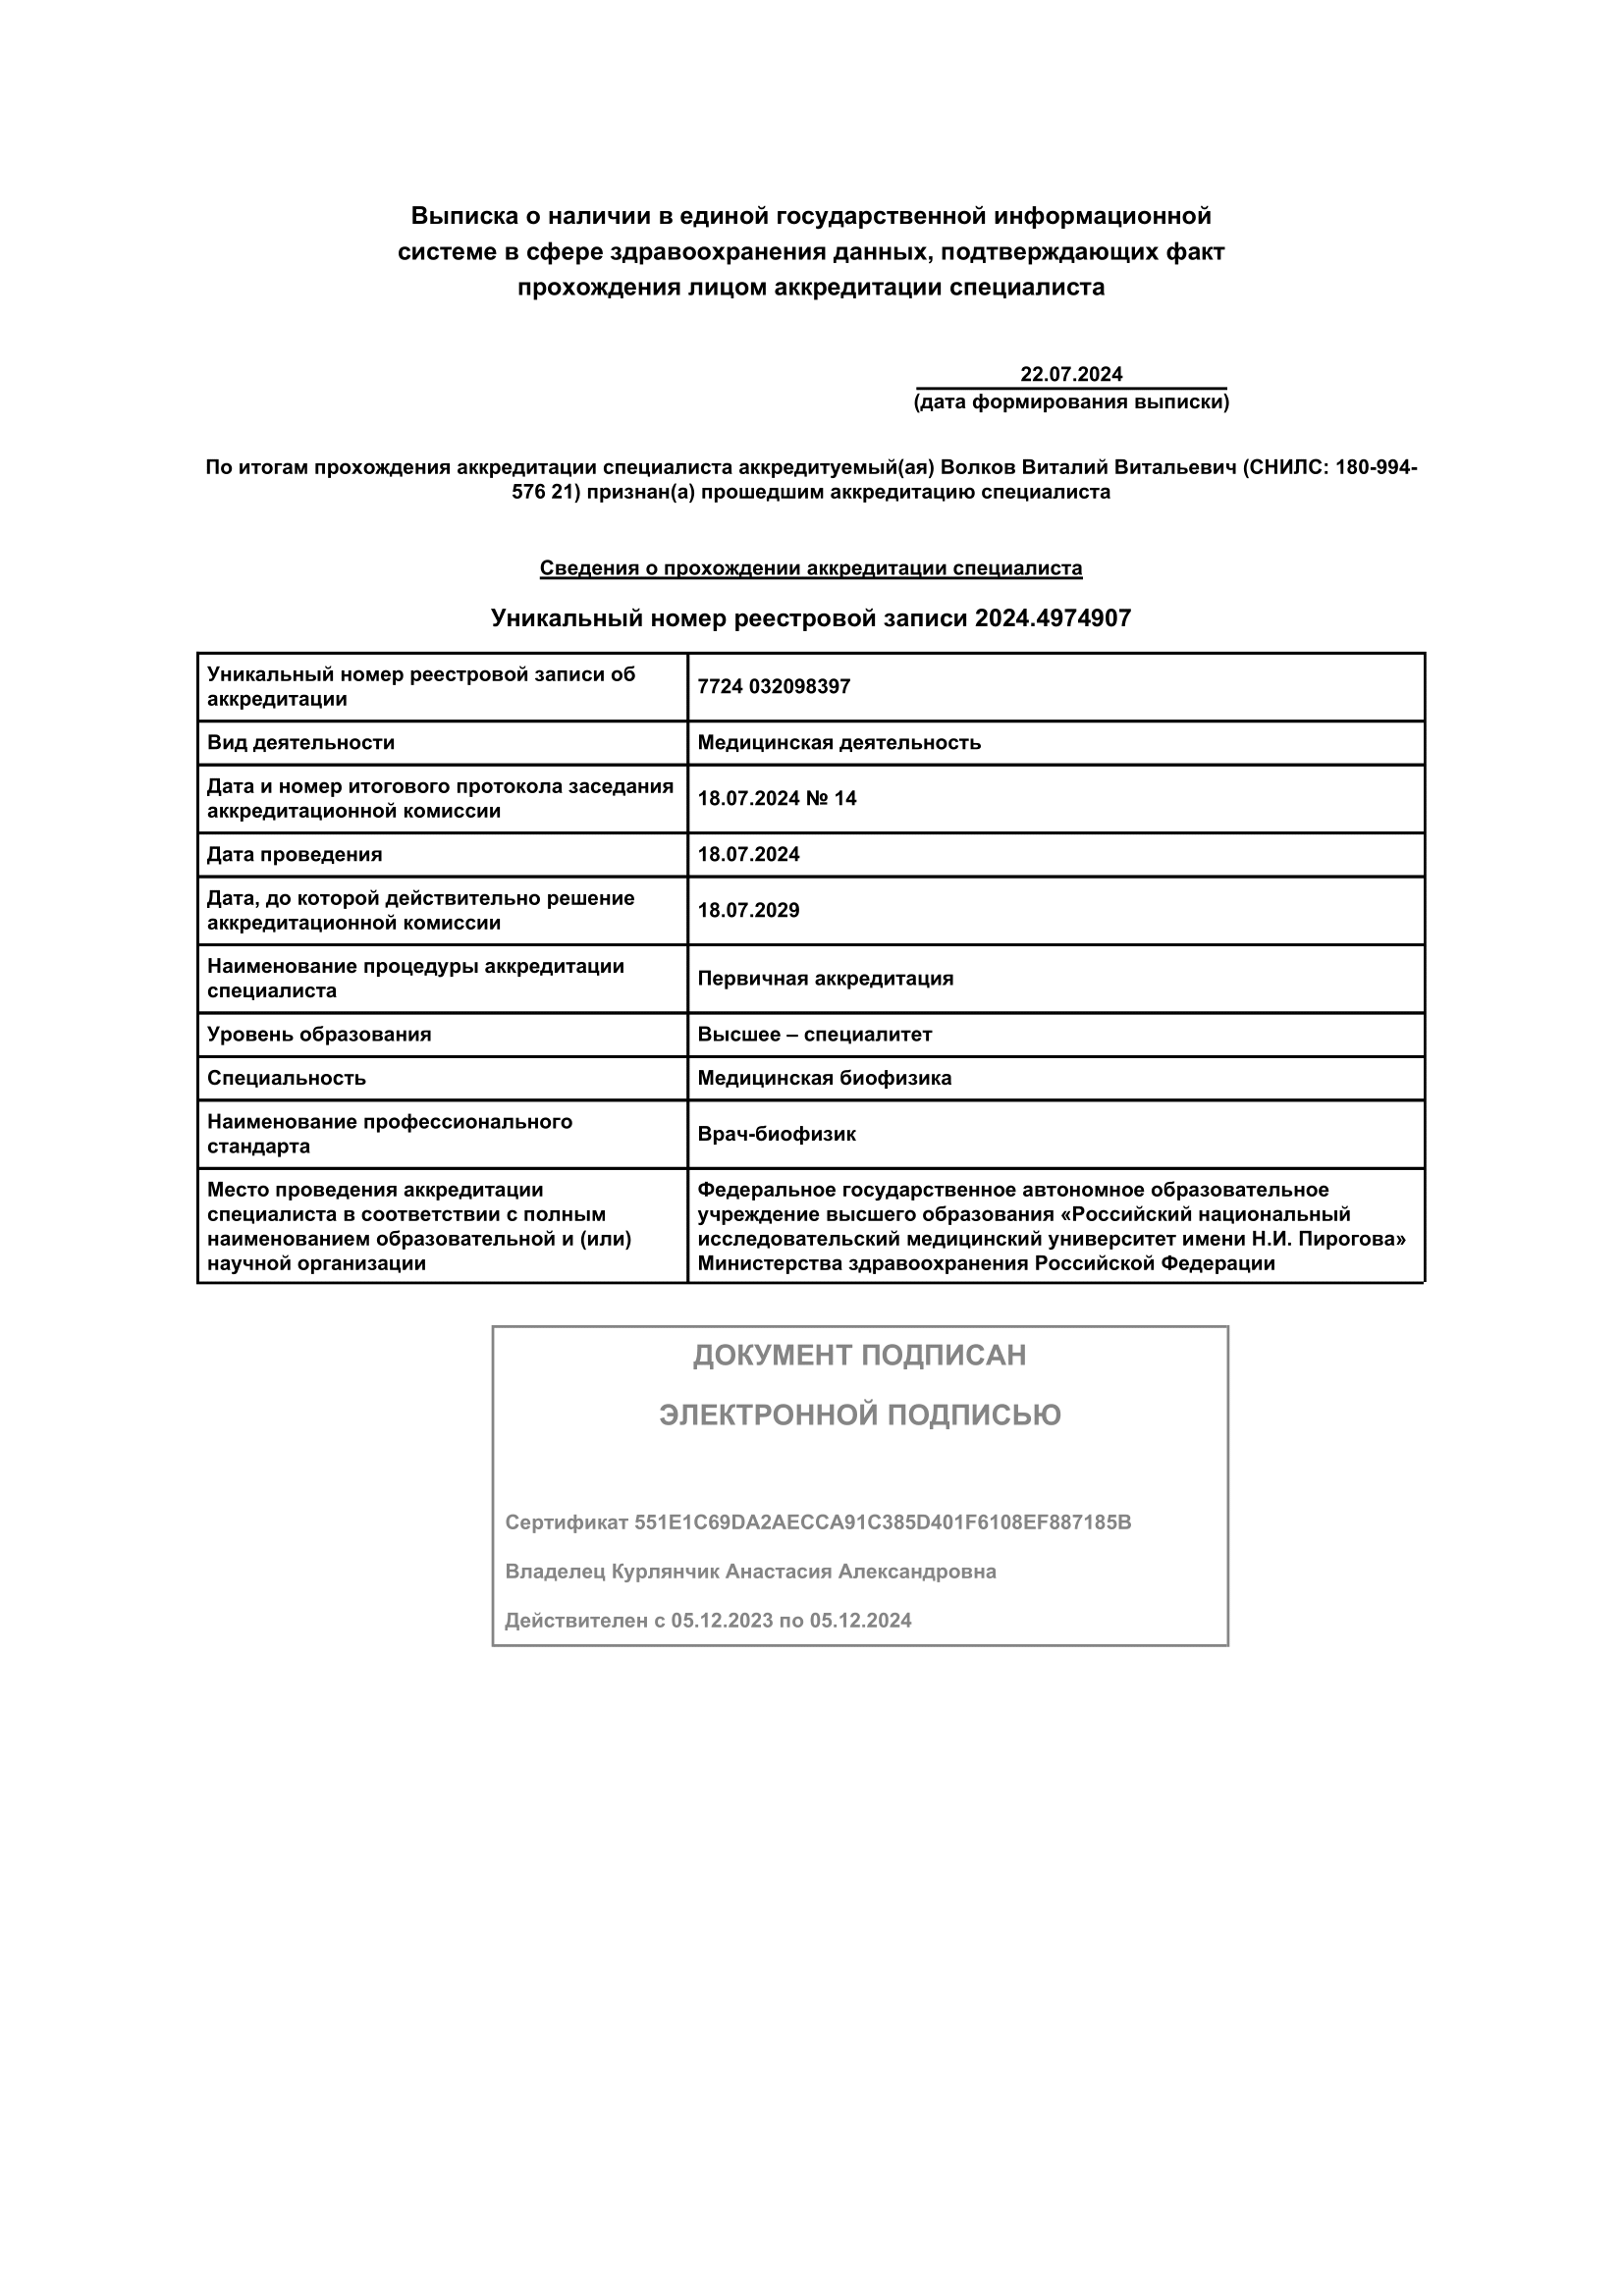 Выписка о наличии в единой государственной информационной
системе в сфере здравоохранения данных, подтверждающих факт
прохождения лицом аккредитации специалиста
22.07.2024
(дата формирования выписки)
По итогам прохождения аккредитации специалиста аккредитуемый(ая) Волков Виталий Витальевич (СНИЛС: 180-994-
576 21) признан(а) прошедшим аккредитацию специалиста
Сведения о прохождении аккредитации специалиста
Уникальный номер реестровой записи 2024.4974907
Уникальный номер реестровой записи об
аккредитации
7724 032098397
Вид деятельности
Медицинская деятельность
Дата и номер итогового протокола заседания
аккредитационной комиссии
18.07.2024 № 14
Дата проведения
18.07.2024
Дата, до которой действительно решение
аккредитационной комиссии
18.07.2029
Наименование процедуры аккредитации
специалиста
Первичная аккредитация
Уровень образования
Высшее – специалитет
Специальность
Медицинская биофизика
Наименование профессионального
стандарта
Врач-биофизик
Место проведения аккредитации
специалиста в соответствии с полным
наименованием образовательной и (или)
научной организации
Федеральное государственное автономное образовательное
учреждение высшего образования «Российский национальный
исследовательский медицинский университет имени Н.И. Пирогова»
Министерства здравоохранения Российской Федерации
ДОКУМЕНТ ПОДПИСАН
ЭЛЕКТРОННОЙ ПОДПИСЬЮ
Сертификат 551E1C69DA2AECCA91C385D401F6108EF887185B
Владелец Курлянчик Анастасия Александровна
Действителен с 05.12.2023 по 05.12.2024